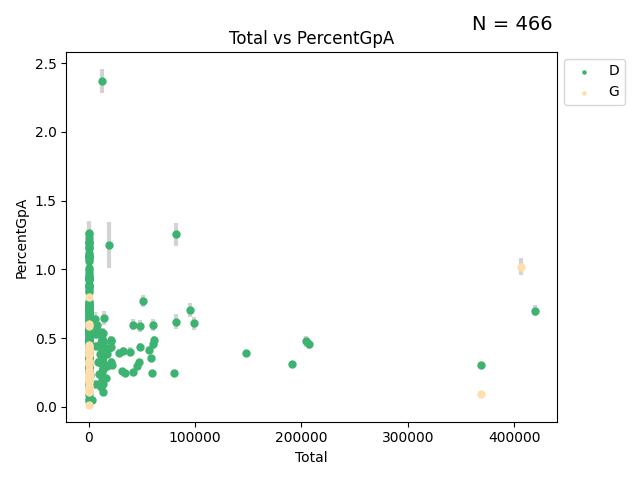 N = 466
Total vs PercentGpA
D
G
2.5
2.0
1.5
1.0
0.5
0.0
PercentGpA
0 100000 200000 300000 400000
Total